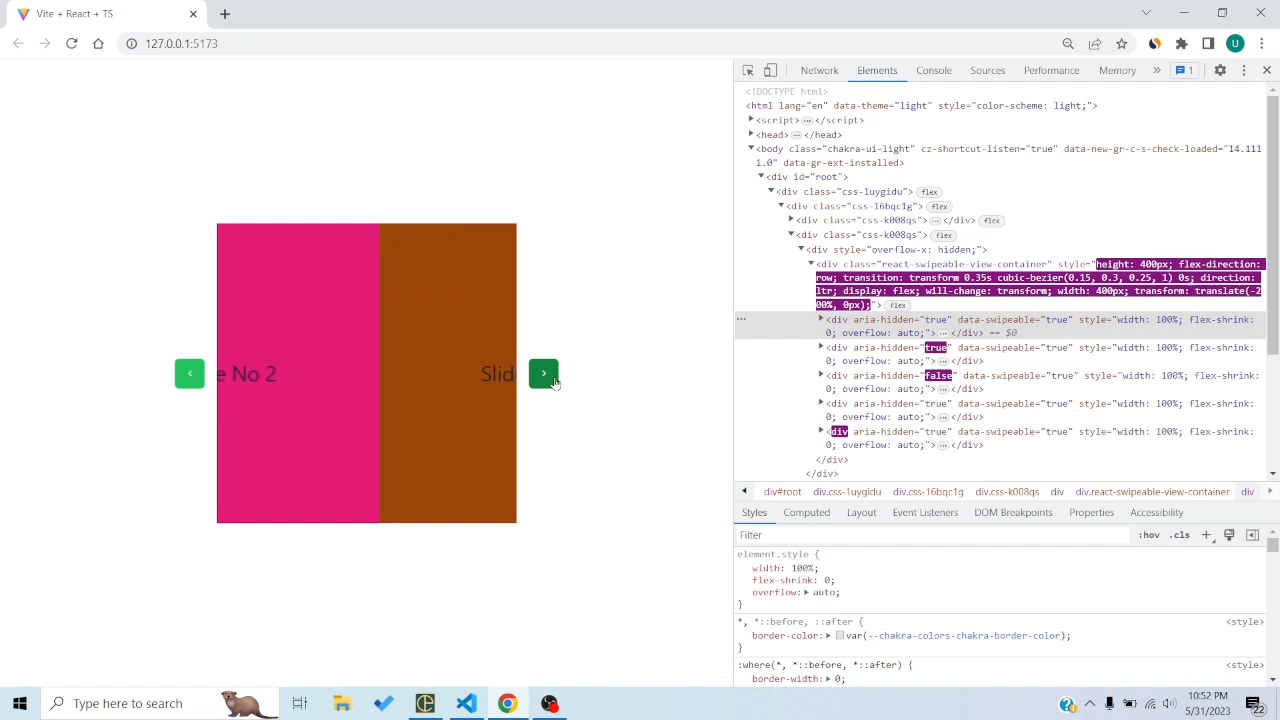 Vite + React + TS
127.0.0.1:5173
U
Network Elements Console Sources Performance Memory 1
<!DOCTYPE html>
<html lang="en" data-theme="light" style="color-scheme: light;">
<script>…</script>
<head>…</head>
<body class="chakra-ui-light" cz-shortcut-listen="true" data-new-gr-c-s-check-loaded="14.111
1.0" data-gr-ext-installed>
<div id="root">
<div class="css-1uygidu"> flex
<div class="css-16bqc1g"> flex
<div class="css-k008qs">…</div> flex
<div class="css-k008qs"> flex
<div style="overflow-x: hidden;">
<div class="react-swipeable-view-container" style="height: 400px; flex-direction:
row; transition: transform 0.35s cubic-bezier(0.15, 0.3, 0.25, 1) 0s; direction:
ltr; display: flex; will-change: transform; width: 400px; transform: translate(-2
00%, 0px);"> flex
<div aria-hidden="true" data-swipeable="true" style="width: 100%; flex-shrink:
0; overflow: auto;">…</div> == $0
<div aria-hidden="true" data-swipeable="true" style="width: 100%; flex-shrink:
0; overflow: auto;">…</div>
<div aria-hidden="false" data-swipeable="true" style="width: 100%; flex-shrink:
0; overflow: auto;">…</div>
<div aria-hidden="true" data-swipeable="true" style="width: 100%; flex-shrink:
0; overflow: auto;">…</div>
<div aria-hidden="true" data-swipeable="true" style="width: 100%; flex-shrink:
0; overflow: auto;">…</div>
</div>
</div>
e No 2
Slid
div#root div.css-1uygidu div.css-16bqc1g div.css-k008qs div div.react-swipeable-view-container div
Styles Computed Layout Event Listeners DOM Breakpoints Properties Accessibility
Filter :hov .cls
element.style {
width: 100%;
flex-shrink: 0;
overflow: auto;
}
*, *::before, ::after { <style>
border-color: var(--chakra-colors-chakra-border-color);
}
:where(*, *::before, *::after) { <style>
border-width: 0;
Type here to search
10:52 PM
5/31/2023
22